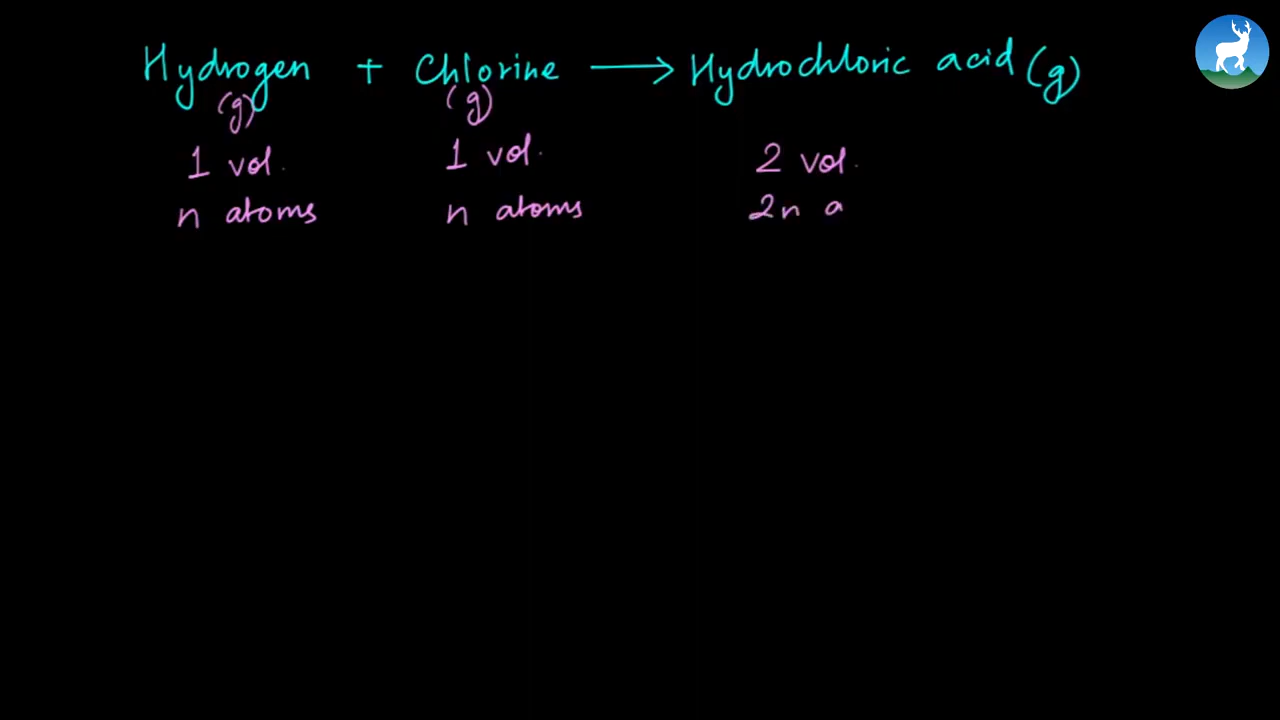 Hydrogen + Chlorine ⟶ Hydrochloric acid (g)
(g) (g)
1 vol. 1 vol. 2 vol.
n atoms n atoms 2n a